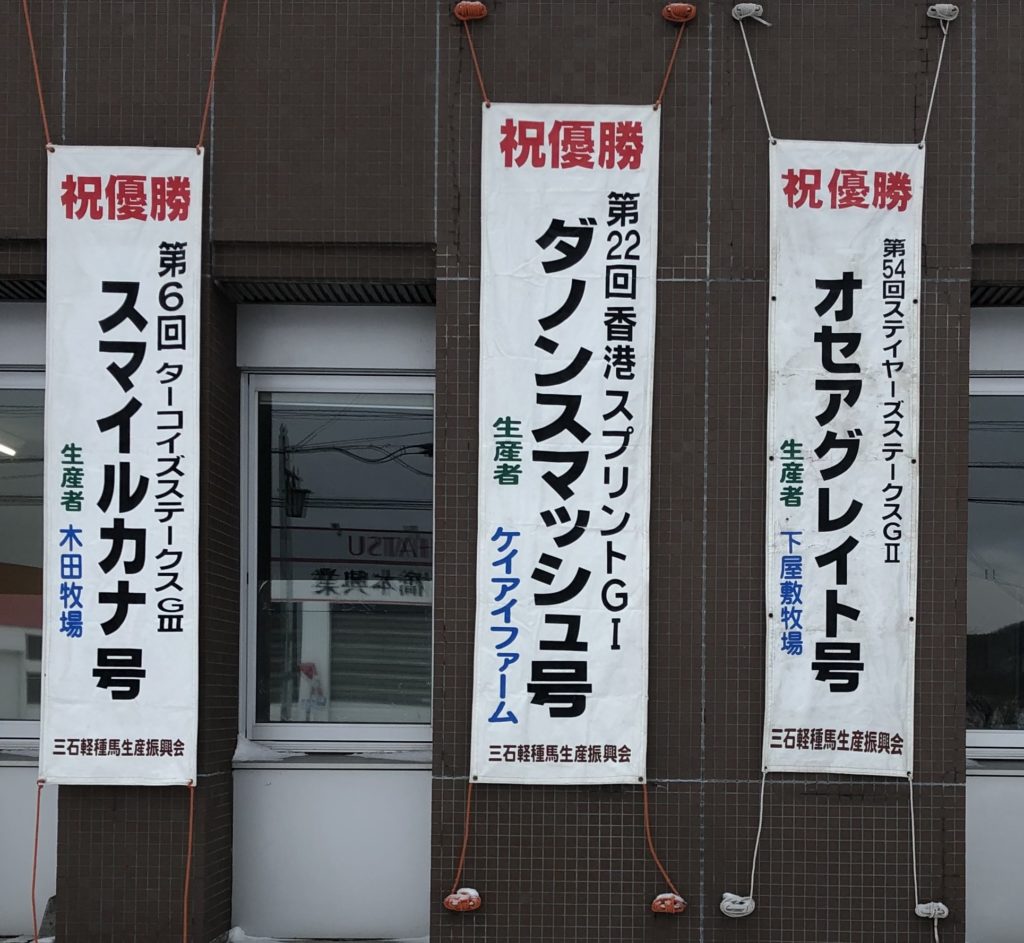 祝優勝
第54回ステイヤーズステークスGⅡ
オセアグレイト号
生産者 下屋敷牧場
三石軽種馬生産振興会
祝優勝
第22回香港スプリントGⅠ
ダノンスマッシュ号
生産者 ケイアイファーム
三石軽種馬生産振興会
祝優勝
第6回 ターコイズステークスGⅢ
スマイルカナ号
生産者 木田牧場
三石軽種馬生産振興会